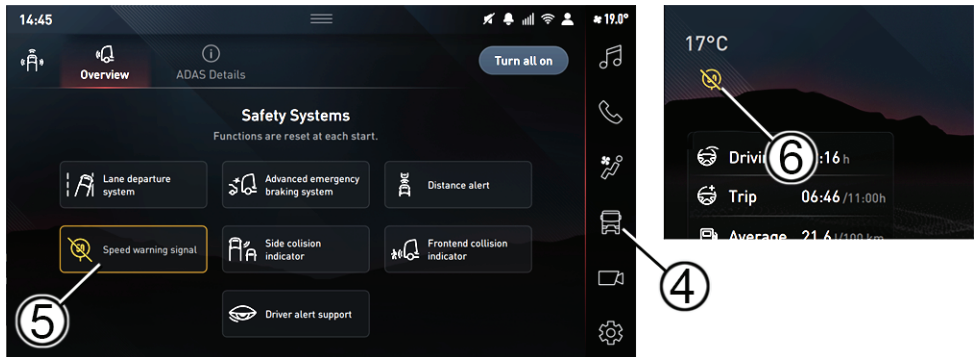 14:45
19.0°
Overview
ADAS Details
Turn all on
Safety Systems
Functions are reset at each start.
Lane departure
system
Advanced emergency
braking system
Distance alert
50
Speed warning signal
Side colision
indicator
Frontend collision
indicator
Driver alert support
5
4
17°C
50
6
Drivi :16 h
Trip 06:46 /11:00h
Average 21.6 l/100 km